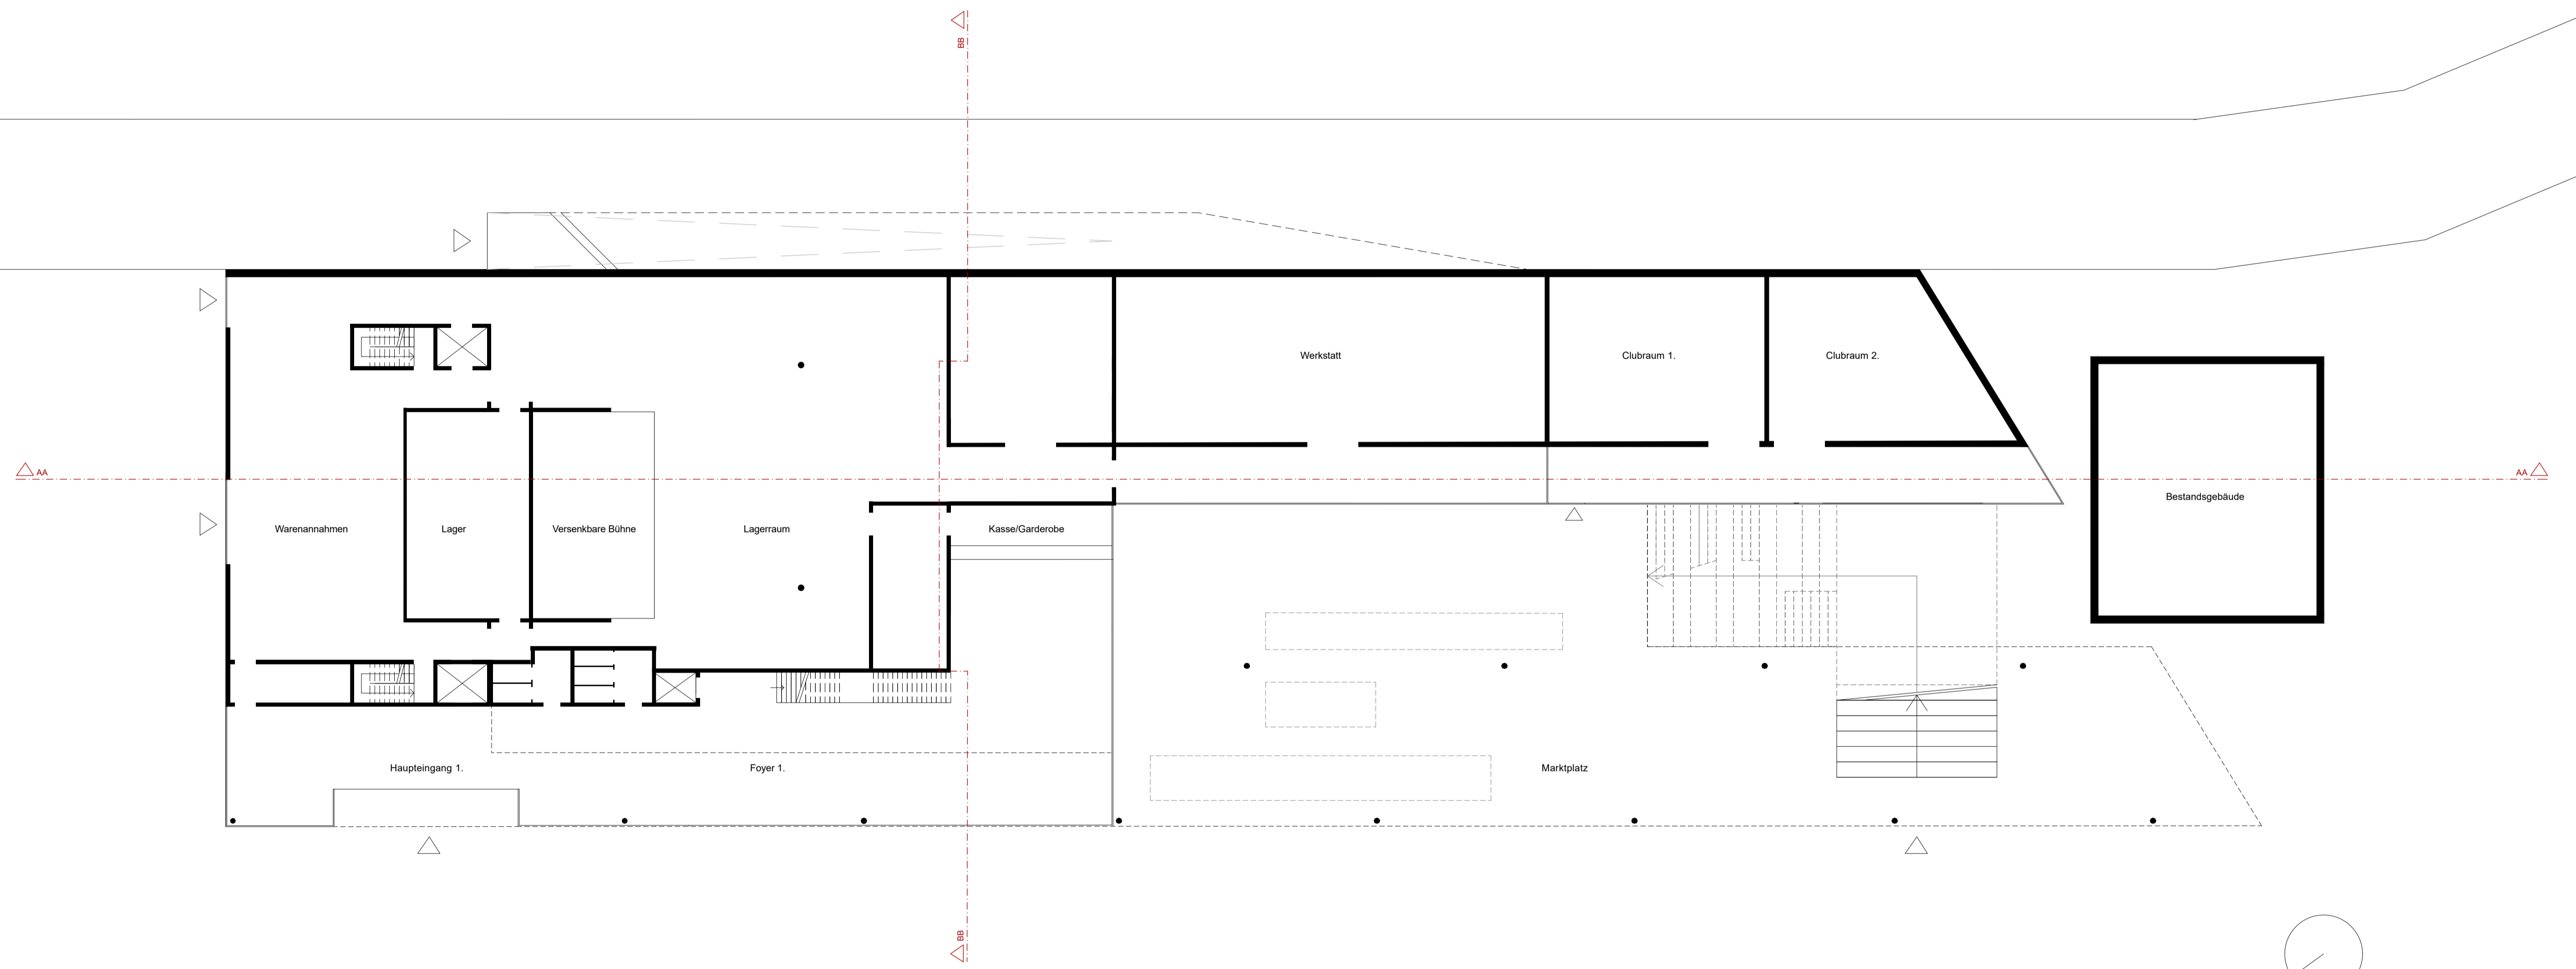 BB
Werkstatt
Clubraum 1.
Clubraum 2.
AA
AA
Bestandsgebäude
Warenannahmen
Lager
Versenkbare Bühne
Lagerraum
Kasse/Garderobe
Haupteingang 1.
Foyer 1.
Marktplatz
BB